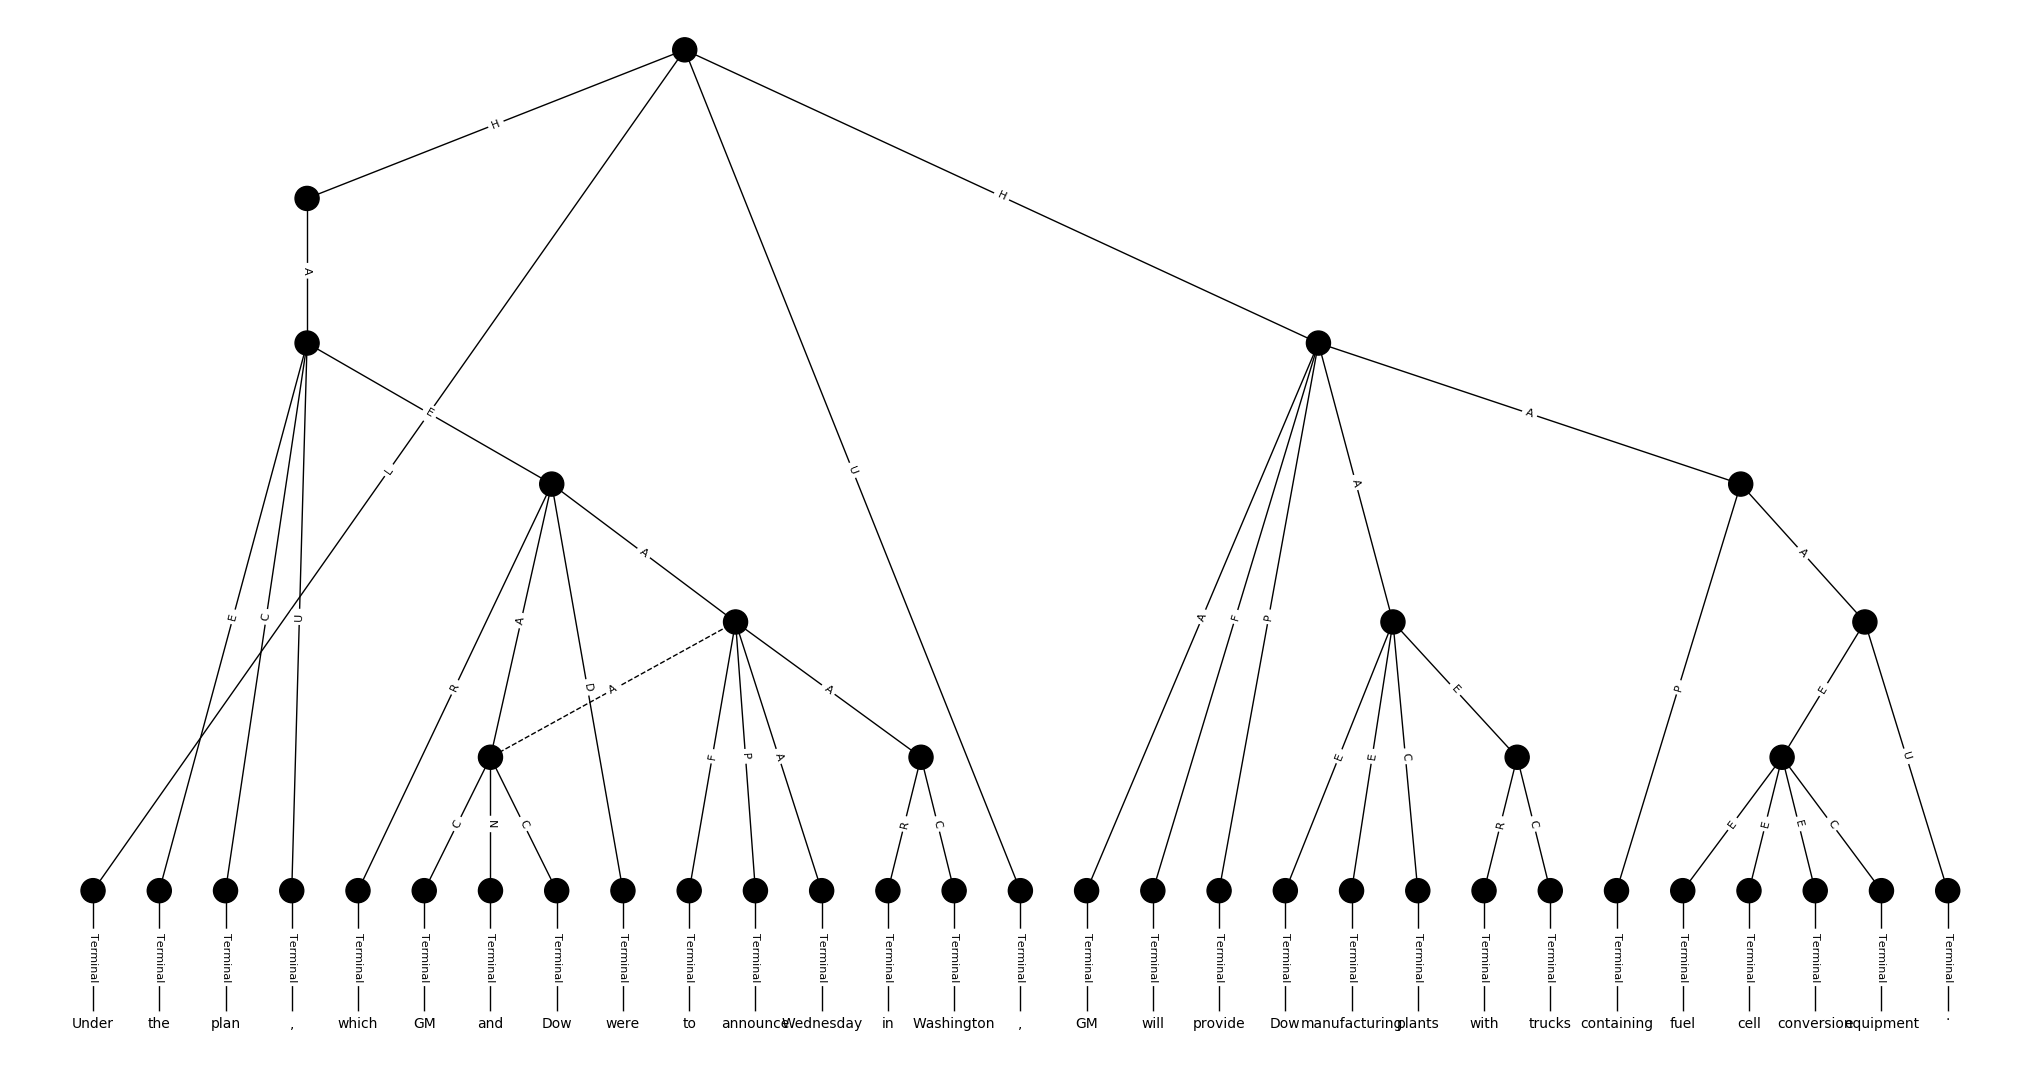 H
H
A
E
A
L
U
A
A
A
E
C
U
A
A
F
P
R
D
A
A
P
E
E
F
P
A
E
E
C
U
C
N
C
R
C
R
C
E
E
E
C
Terminal Terminal Terminal Terminal Terminal Terminal Terminal Terminal Terminal Terminal Terminal Terminal Terminal Terminal Terminal Terminal Terminal Terminal Terminal Terminal Terminal Terminal Terminal Terminal Terminal Terminal Terminal Terminal Terminal
Under the plan , which GM and Dow were to announce Wednesday in Washington , GM will provide Dow manufacturing plants with trucks containing fuel cell conversion equipment .